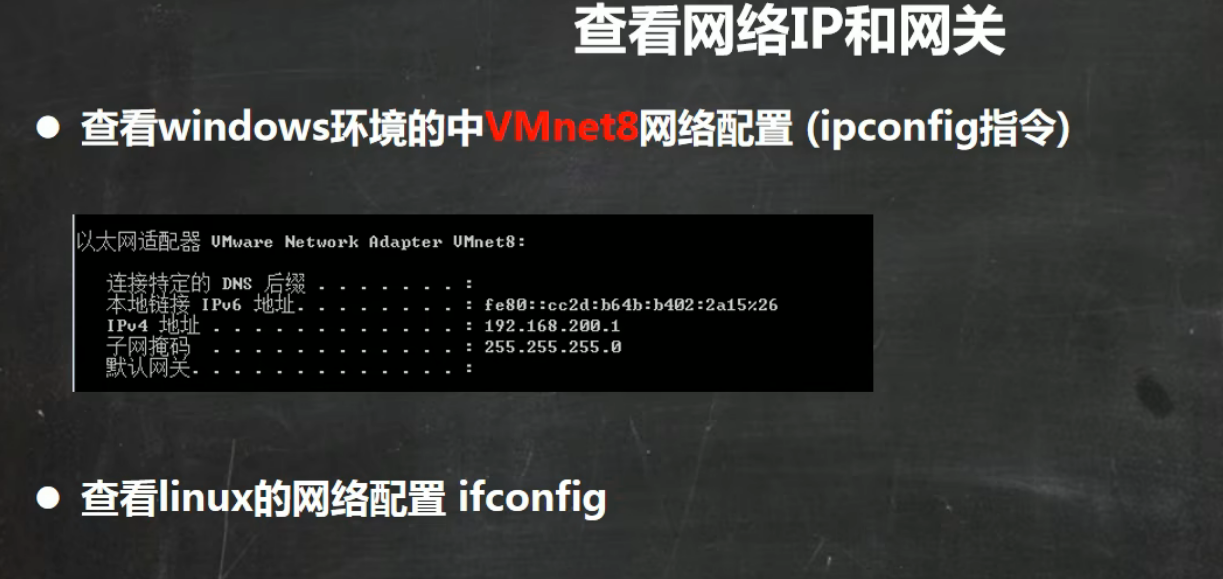 查看网络IP和网关
● 查看windows环境的中VMnet8网络配置 (ipconfig指令)
以太网适配器 VMware Network Adapter VMnet8:
连接特定的 DNS 后缀 . . . . . . . :
本地链接 IPv6 地址. . . . . . . . : fe80::cc2d:b64b:b402:2a15%26
IPv4 地址 . . . . . . . . . . . . : 192.168.200.1
子网掩码 . . . . . . . . . . . . : 255.255.255.0
默认网关. . . . . . . . . . . . . :
● 查看linux的网络配置 ifconfig